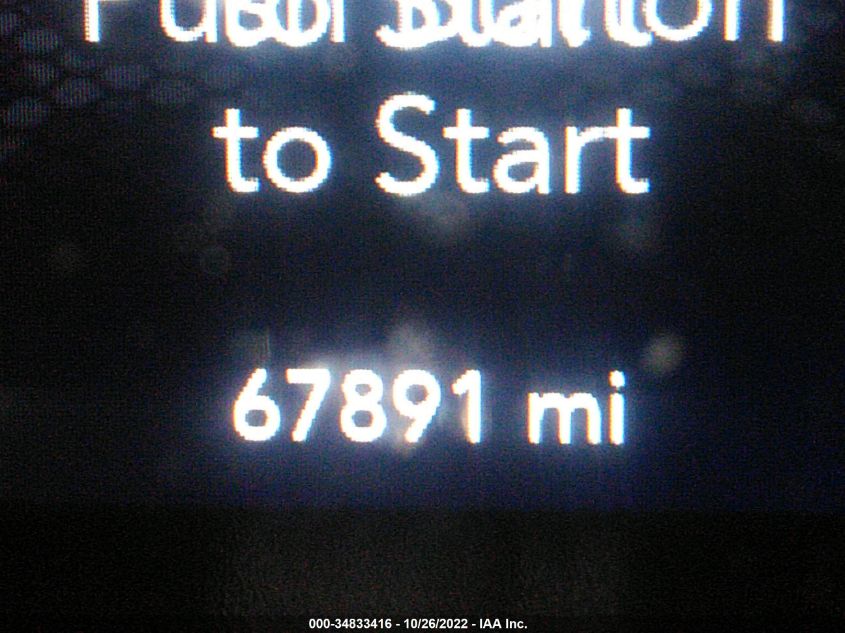 to Start
67891 mi
000-34833416 - 10/26/2022 - IAA Inc.